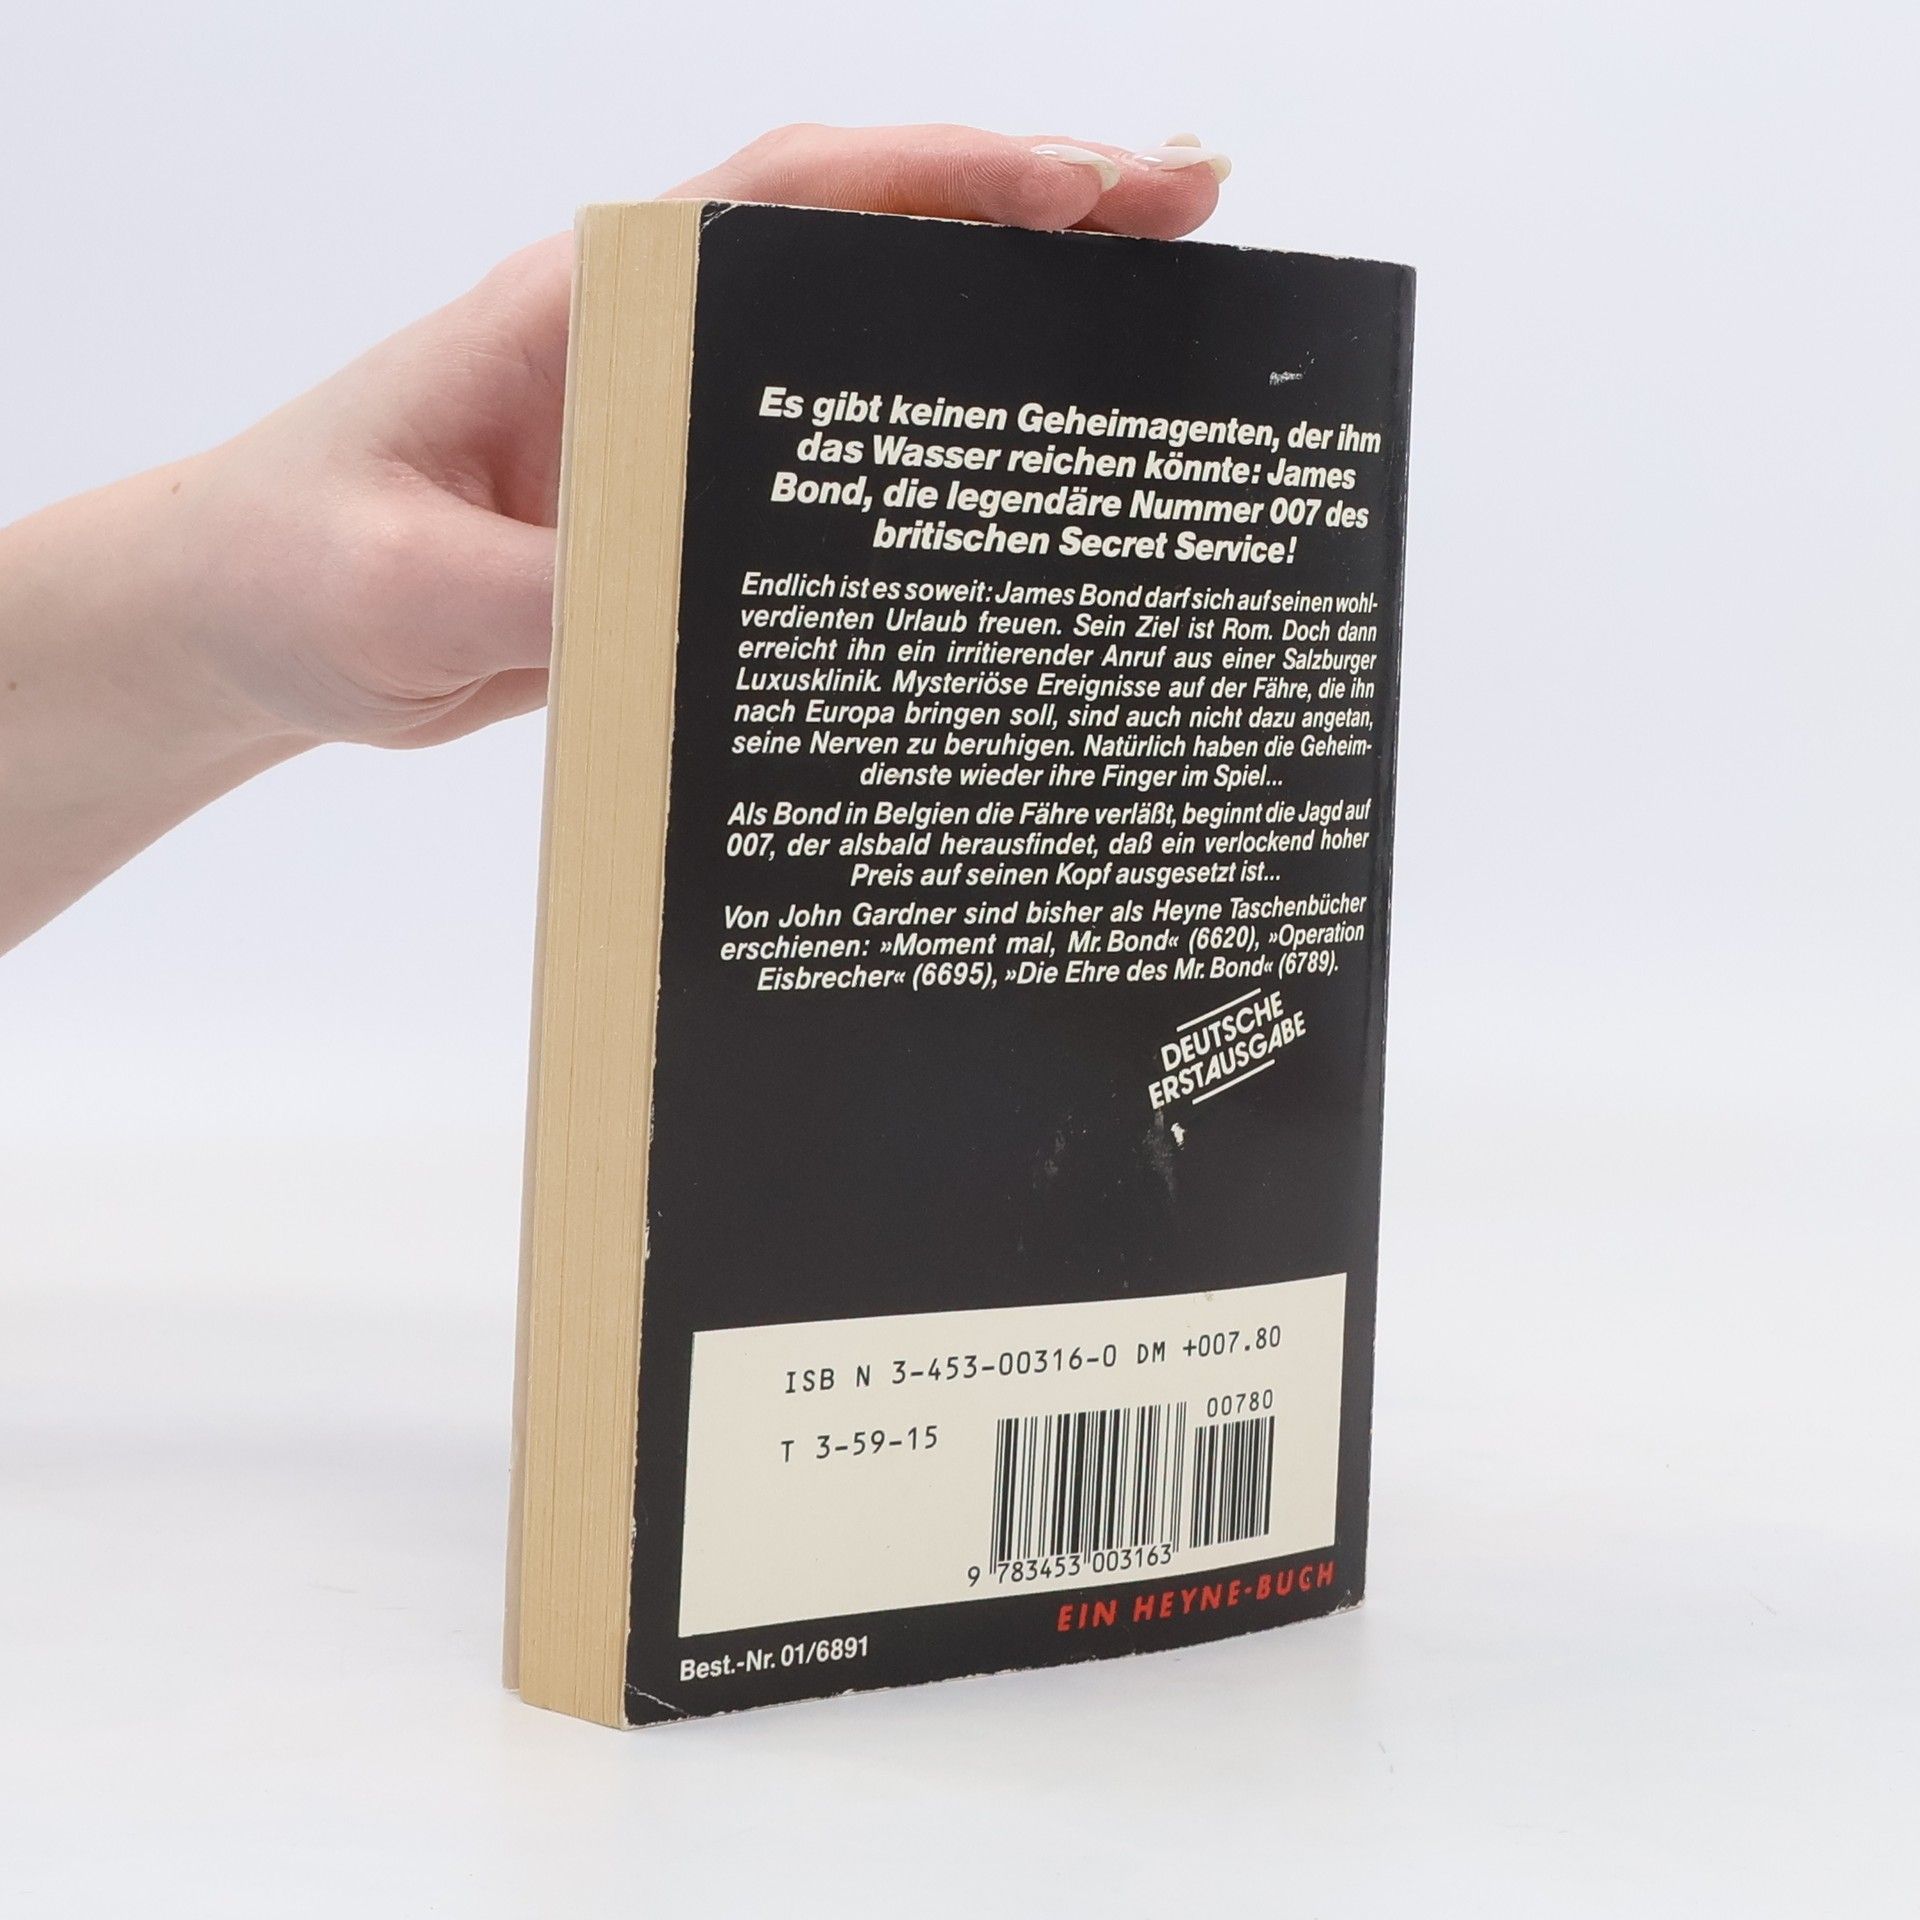 Es gibt keinen Geheimagenten, der ihm
das Wasser reichen könnte: James
Bond, die legendäre Nummer 007 des
britischen Secret Service!
Endlich ist es soweit: James Bond darf sich auf seinen wohl-
verdienten Urlaub freuen. Sein Ziel ist Rom. Doch dann
erreicht ihn ein irritierender Anruf aus einer Salzburger
Luxusklinik. Mysteriöse Ereignisse auf der Fähre, die ihn
nach Europa bringen soll, sind auch nicht dazu angetan,
seine Nerven zu beruhigen. Natürlich haben die Geheim-
dienste wieder ihre Finger im Spiel...
Als Bond in Belgien die Fähre verläßt, beginnt die Jagd auf
007, der alsbald herausfindet, daß ein verlockend hoher
Preis auf seinen Kopf ausgesetzt ist...
Von John Gardner sind bisher als Heyne Taschenbücher
erschienen: »Moment mal, Mr. Bond« (6620), »Operation
Eisbrecher« (6695), »Die Ehre des Mr. Bond« (6789).
DEUTSCHE
ERSTAUSGABE
ISB N 3-453-00316-0 DM +007.80
00780
T 3-59-15
9 783453 003163
EIN HEYNE-BUCH
Best.-Nr. 01/6891